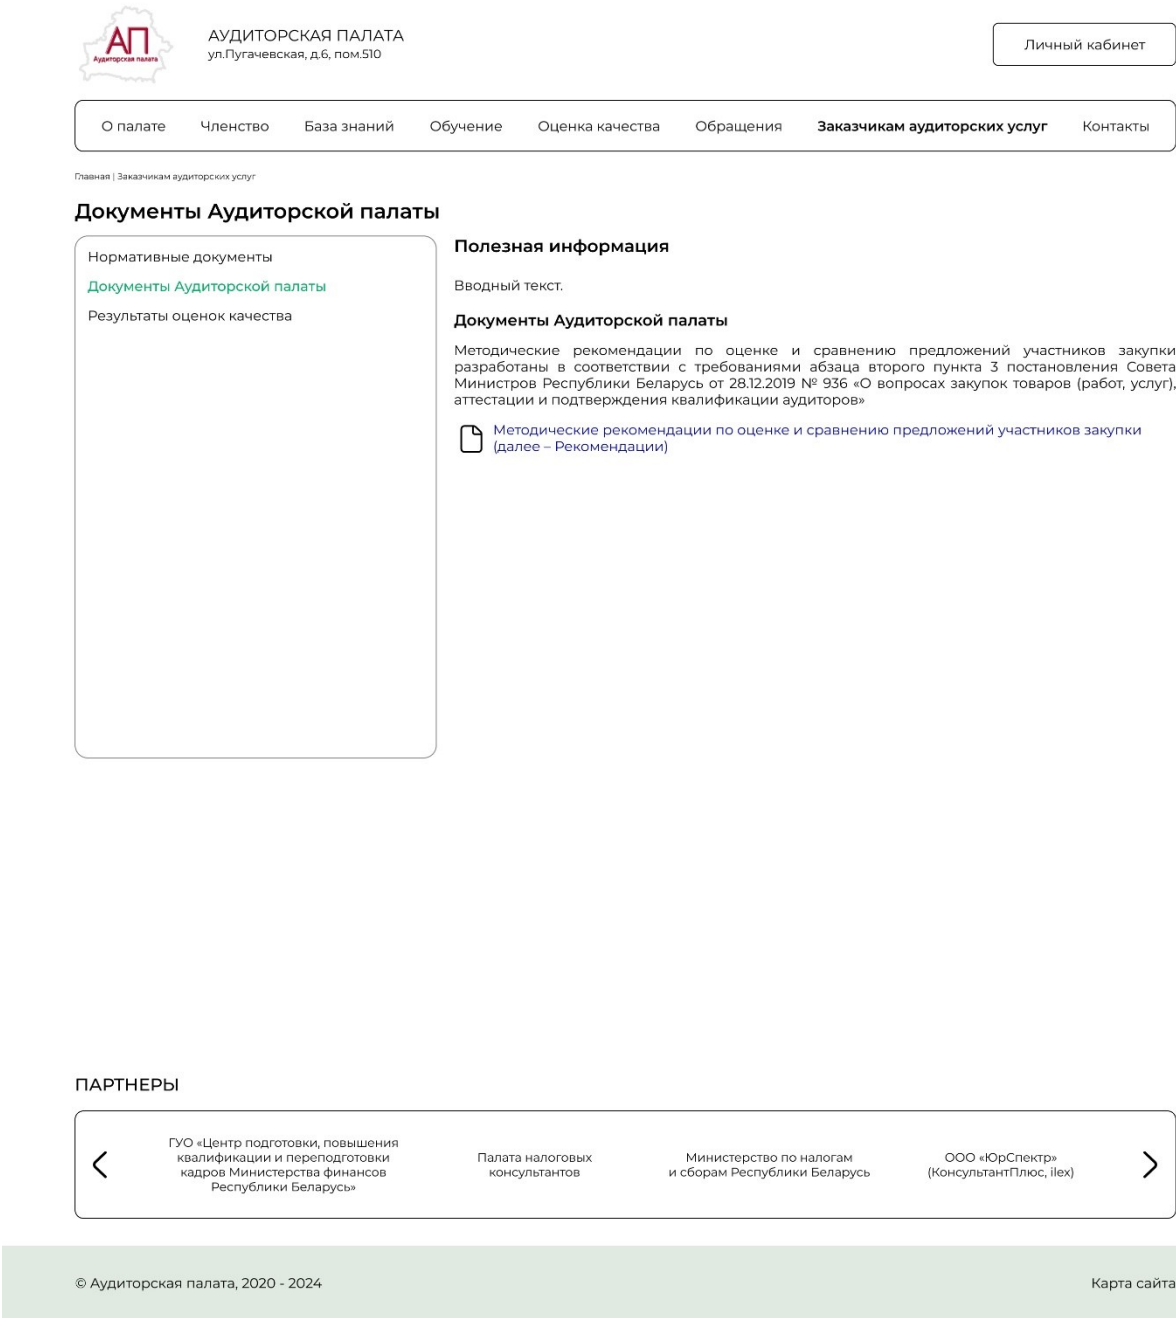 АП
Аудиторская палата
АУДИТОРСКАЯ ПАЛАТА
ул.Пугачевская, д.6, пом.510
Личный кабинет
О палате Членство База знаний Обучение Оценка качества Обращения Заказчикам аудиторских услуг Контакты
Главная | Заказчикам аудиторских услуг
Документы Аудиторской палаты
Нормативные документы
Документы Аудиторской палаты
Результаты оценок качества
Полезная информация
Вводный текст.
Документы Аудиторской палаты
Методические рекомендации по оценке и сравнению предложений участников закупки
разработаны в соответствии с требованиями абзаца второго пункта 3 постановления Совета
Министров Республики Беларусь от 28.12.2019 № 936 «О вопросах закупок товаров (работ, услуг),
аттестации и подтверждения квалификации аудиторов»
Методические рекомендации по оценке и сравнению предложений участников закупки
(далее – Рекомендации)
ПАРТНЕРЫ
ГУО «Центр подготовки, повышения
квалификации и переподготовки
кадров Министерства финансов
Республики Беларусь»
Палата налоговых
консультантов
Министерство по налогам
и сборам Республики Беларусь
ООО «ЮрСпектр»
(КонсультантПлюс, ilex)
© Аудиторская палата, 2020 - 2024
Карта сайта